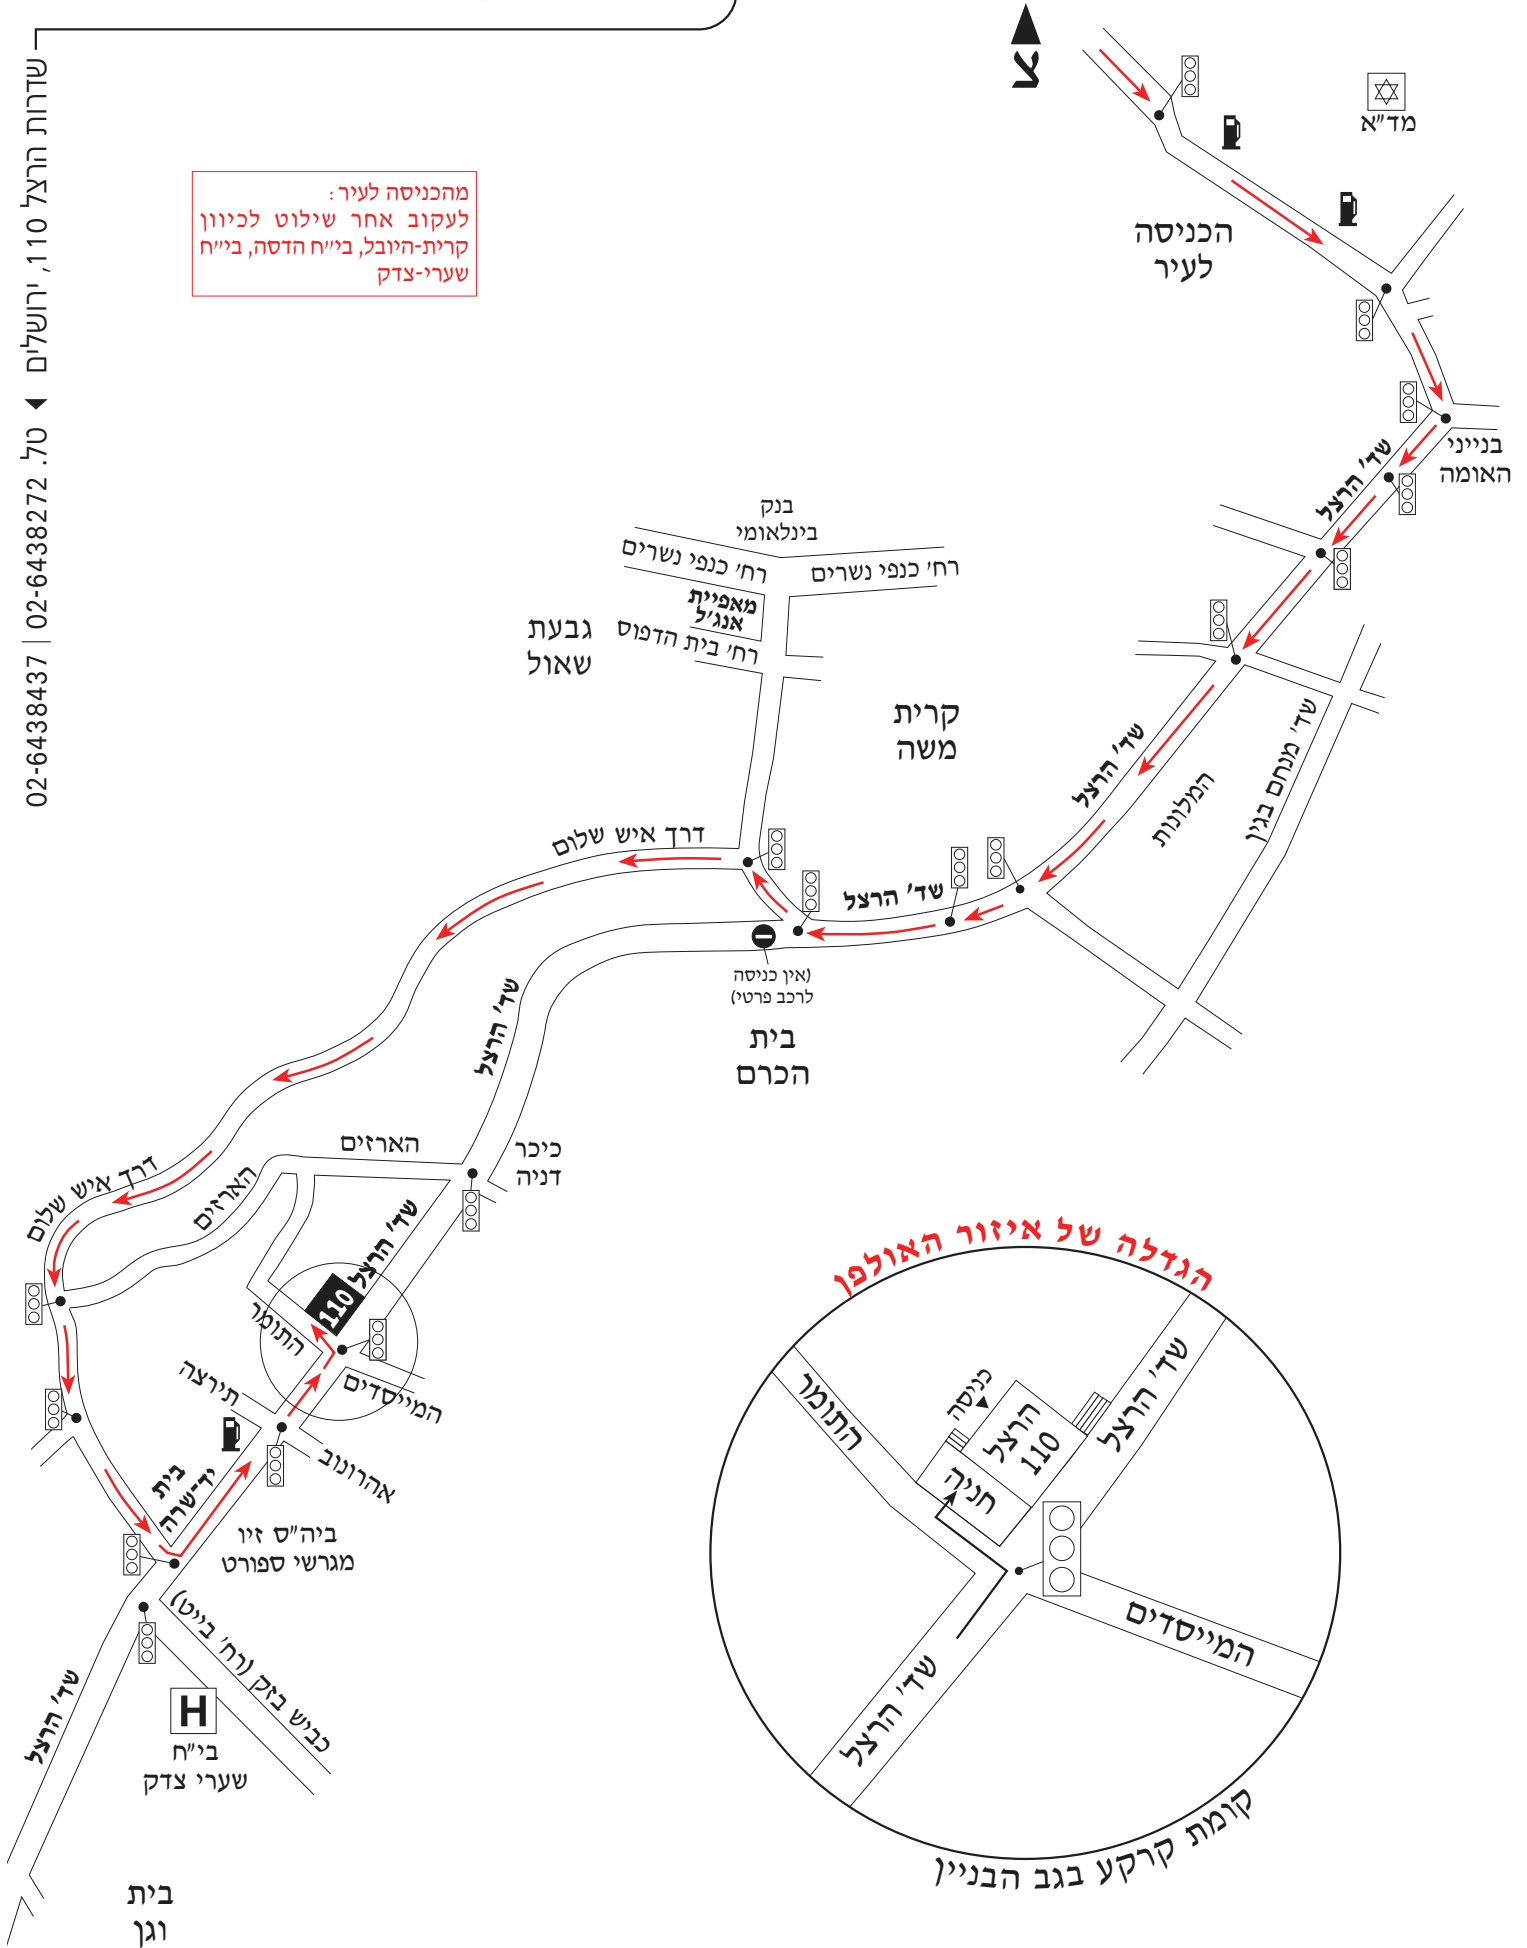 שדרות הרצל 110, ירושלים ◀ טל. 02-6438272 | 02-6438437
צ
מד״א
מהכניסה לעיר:
לעקוב אחר שילוט לכיוון
קרית-היובל, בי״ח הדסה, בי״ח
שערי-צדק
הכניסה
לעיר
בנייני
האומה
שד׳ הרצל
בנק
בינלאומי
רח׳ כנפי נשרים
רח׳ כנפי נשרים
מאפיית
אנג׳ל
רח׳ בית הדפוס
גבעת
שאול
קרית
משה
שד׳ מנחם בגין
שד׳ הרצל
המלונות
דרך איש שלום
שד׳ הרצל
(אין כניסה
לרכב פרטי)
בית
הכרם
שד׳ הרצל
כיכר
דניה
הארזים
דרך איש שלום
הארזים
שד׳ הרצל
110
התומר
המייסדים
תירצה
אהרונוב
בית
יד-שרה
ביה״ס זיו
מגרשי ספורט
כביש בזק (רח׳ בייט)
שד׳ הרצל
H
בי״ח
שערי צדק
בית
וגן
הגדלה של איזור האולפן
שד׳ הרצל
כניסה
התומר
הרצל
110
חניה
המייסדים
שד׳ הרצל
קומת קרקע בגב הבניין